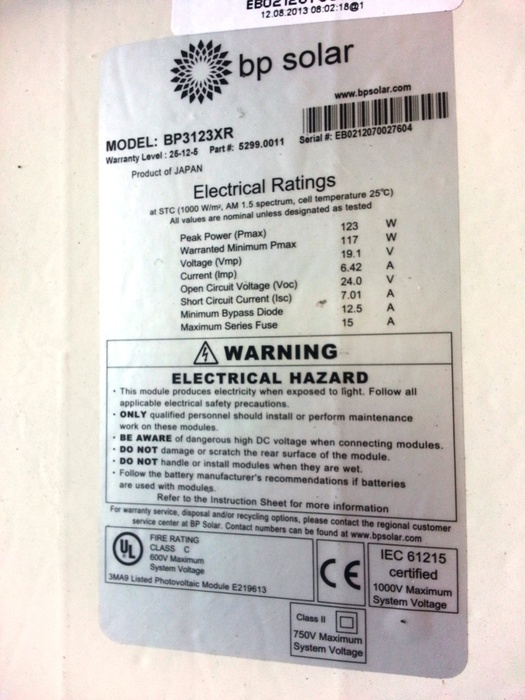 12.08.2013 08:02:18@1
bp solar
www.bpsolar.com
MODEL: BP3123XR
Warranty Level : 25-12-5 Part #: 5299.0011 Serial #: EB0212070027604
Product of JAPAN
Electrical Ratings
at STC (1000 W/m², AM 1.5 spectrum, cell temperature 25°C)
All values are nominal unless designated as tested
Peak Power (Pmax) 123 W
Warranted Minimum Pmax 117 W
Voltage (Vmp) 19.1 V
Current (Imp) 6.42 A
Open Circuit Voltage (Voc) 24.0 V
Short Circuit Current (Isc) 7.01 A
Minimum Bypass Diode 12.5 A
Maximum Series Fuse 15 A
WARNING
ELECTRICAL HAZARD
• This module produces electricity when exposed to light. Follow all
applicable electrical safety precautions.
• ONLY qualified personnel should install or perform maintenance
work on these modules.
• BE AWARE of dangerous high DC voltage when connecting modules.
• DO NOT damage or scratch the rear surface of the module.
• DO NOT handle or install modules when they are wet.
• Follow the battery manufacturer's recommendations if batteries
are used with modules.
Refer to the Instruction Sheet for more information
For warranty service, disposal and/or recycling options, please contact the regional customer
service center at BP Solar. Contact numbers can be found at www.bpsolar.com
UL
FIRE RATING
CLASS C
600V Maximum
System Voltage
3MA9 Listed Photovoltaic Module E219613
CE
IEC 61215
certified
1000V Maximum
System Voltage
Class II
750V Maximum
System Voltage